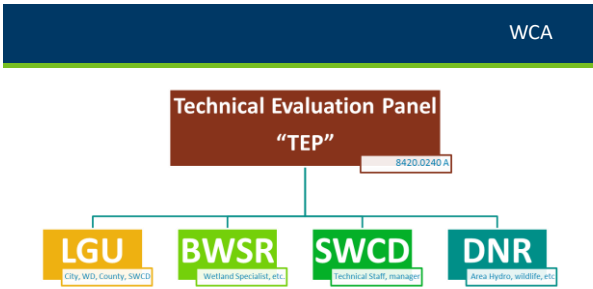 WCA
Technical Evaluation Panel
“TEP”
8420.0240 A
LGU
City, WD, County, SWCD
BWSR
Wetland Specialist, etc.
SWCD
Technical Staff, manager
DNR
Area Hydro, wildlife, etc